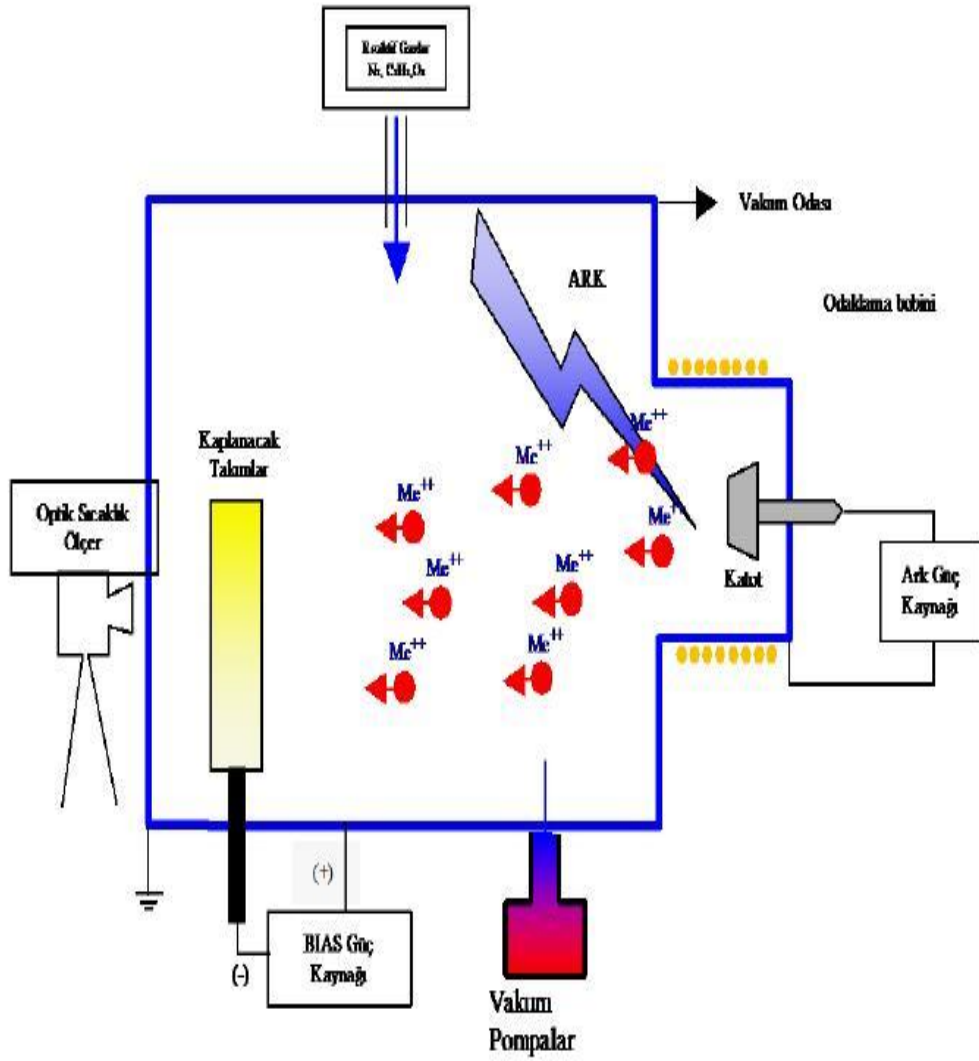 Reaktif Gazlar
N₂, C₂H₂,O₂
Vakum Odası
ARK
Odaklama bobini
Kaplanacak
Takımlar
Me⁺⁺
Me⁺⁺
Me⁺⁺
Me⁺⁺
Me⁺⁺
Me⁺⁺
Me⁺⁺
Me⁺⁺
Optik Sıcaklık
Ölçer
Katot
Ark Güç
Kaynağı
(+)
(-)
BIAS Güç
Kaynağı
Vakum
Pompalar